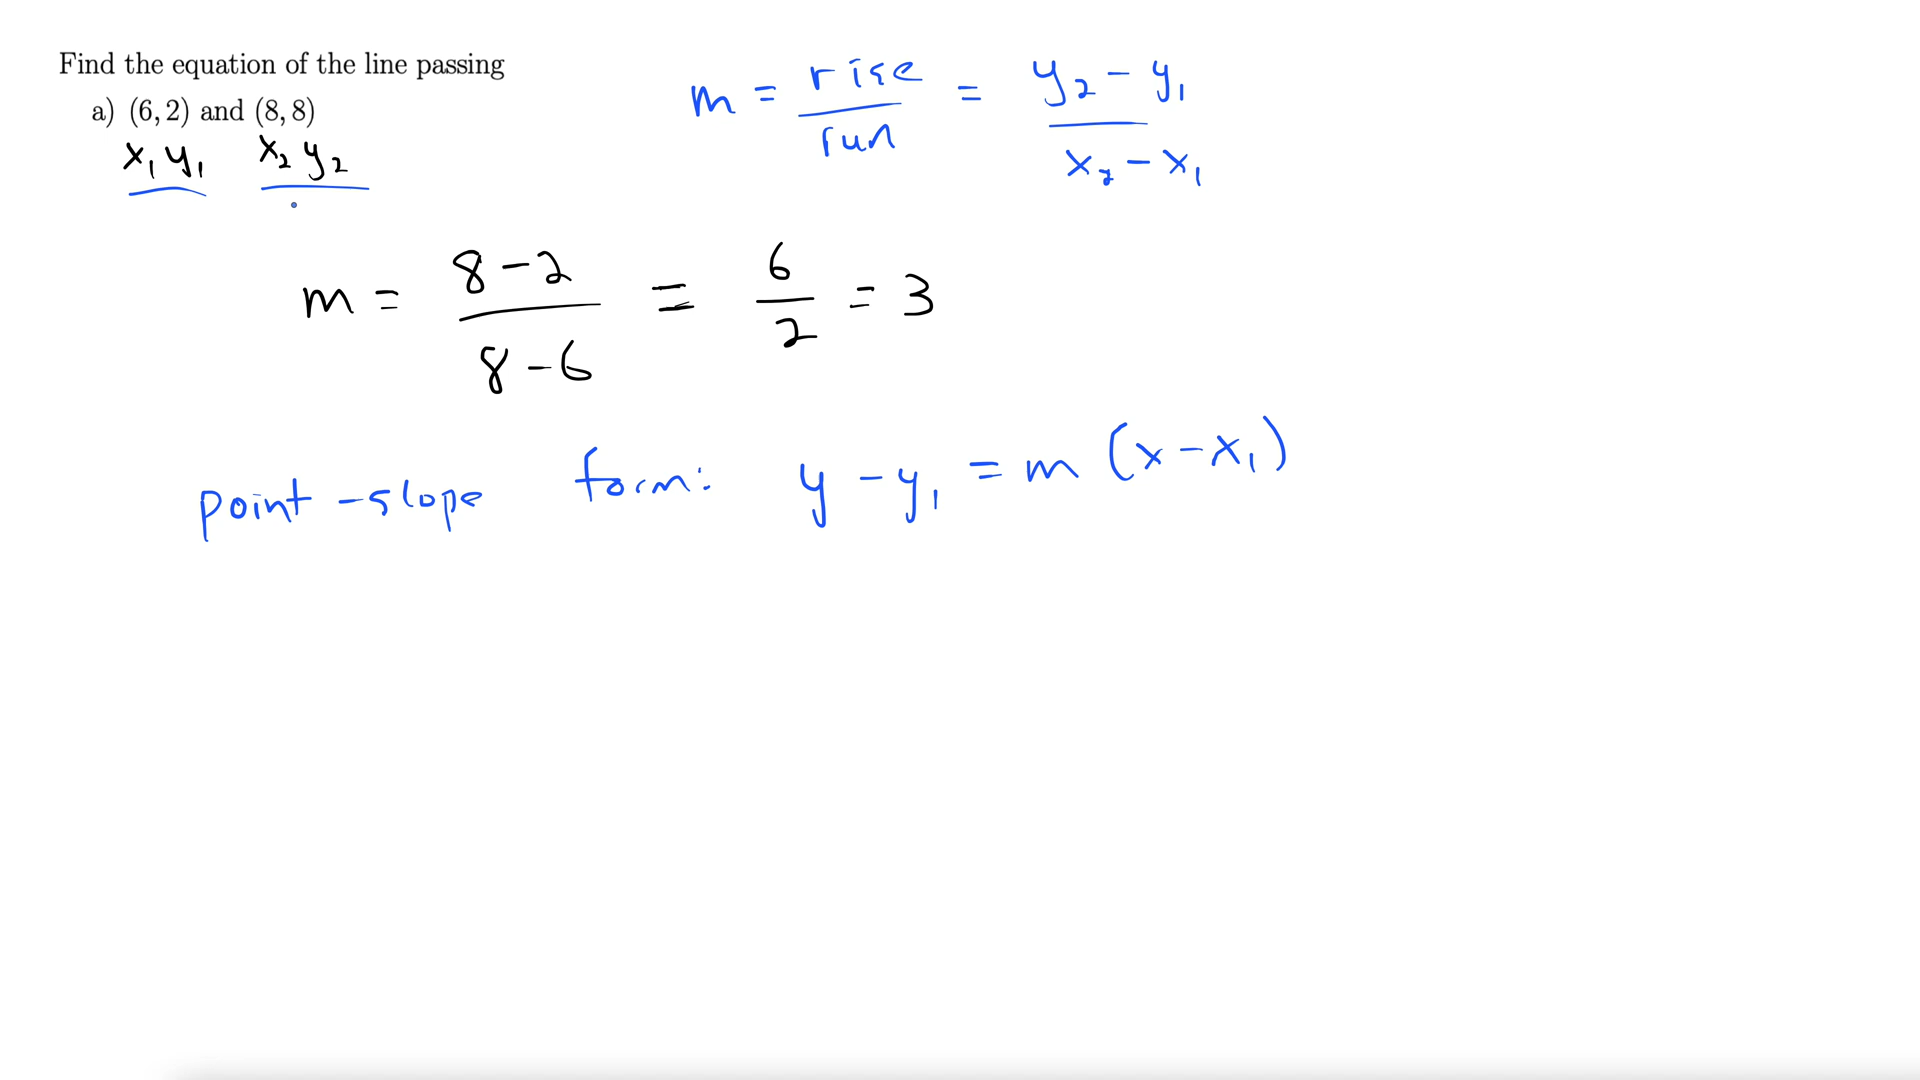 Find the equation of the line passing
a) (6, 2) and (8, 8)
x₁ y₁ x₂ y₂
m = rise/run = (y₂ - y₁)/(x₂ - x₁)
m = (8 - 2)/(8 - 6) = 6/2 = 3
point - slope form: y - y₁ = m (x - x₁)